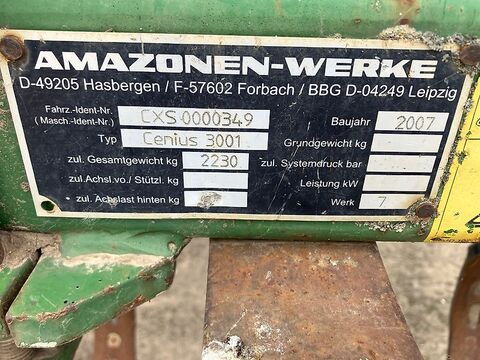 AMAZONEN-WERKE
D-49205 Hasbergen / F-57602 Forbach / BBG D-04249 Leipzig
Fahrz.-Ident-Nr.
(Masch.-Ident-Nr.) CXS 0000349 Baujahr 2007
Typ Cenius 3001 Grundgewicht kg
zul. Gesamtgewicht kg 2230 zul. Systemdruck bar
zul.Achsl.vo./ Stützl. kg Leistung kW
zul. Achslast hinten kg Werk 7